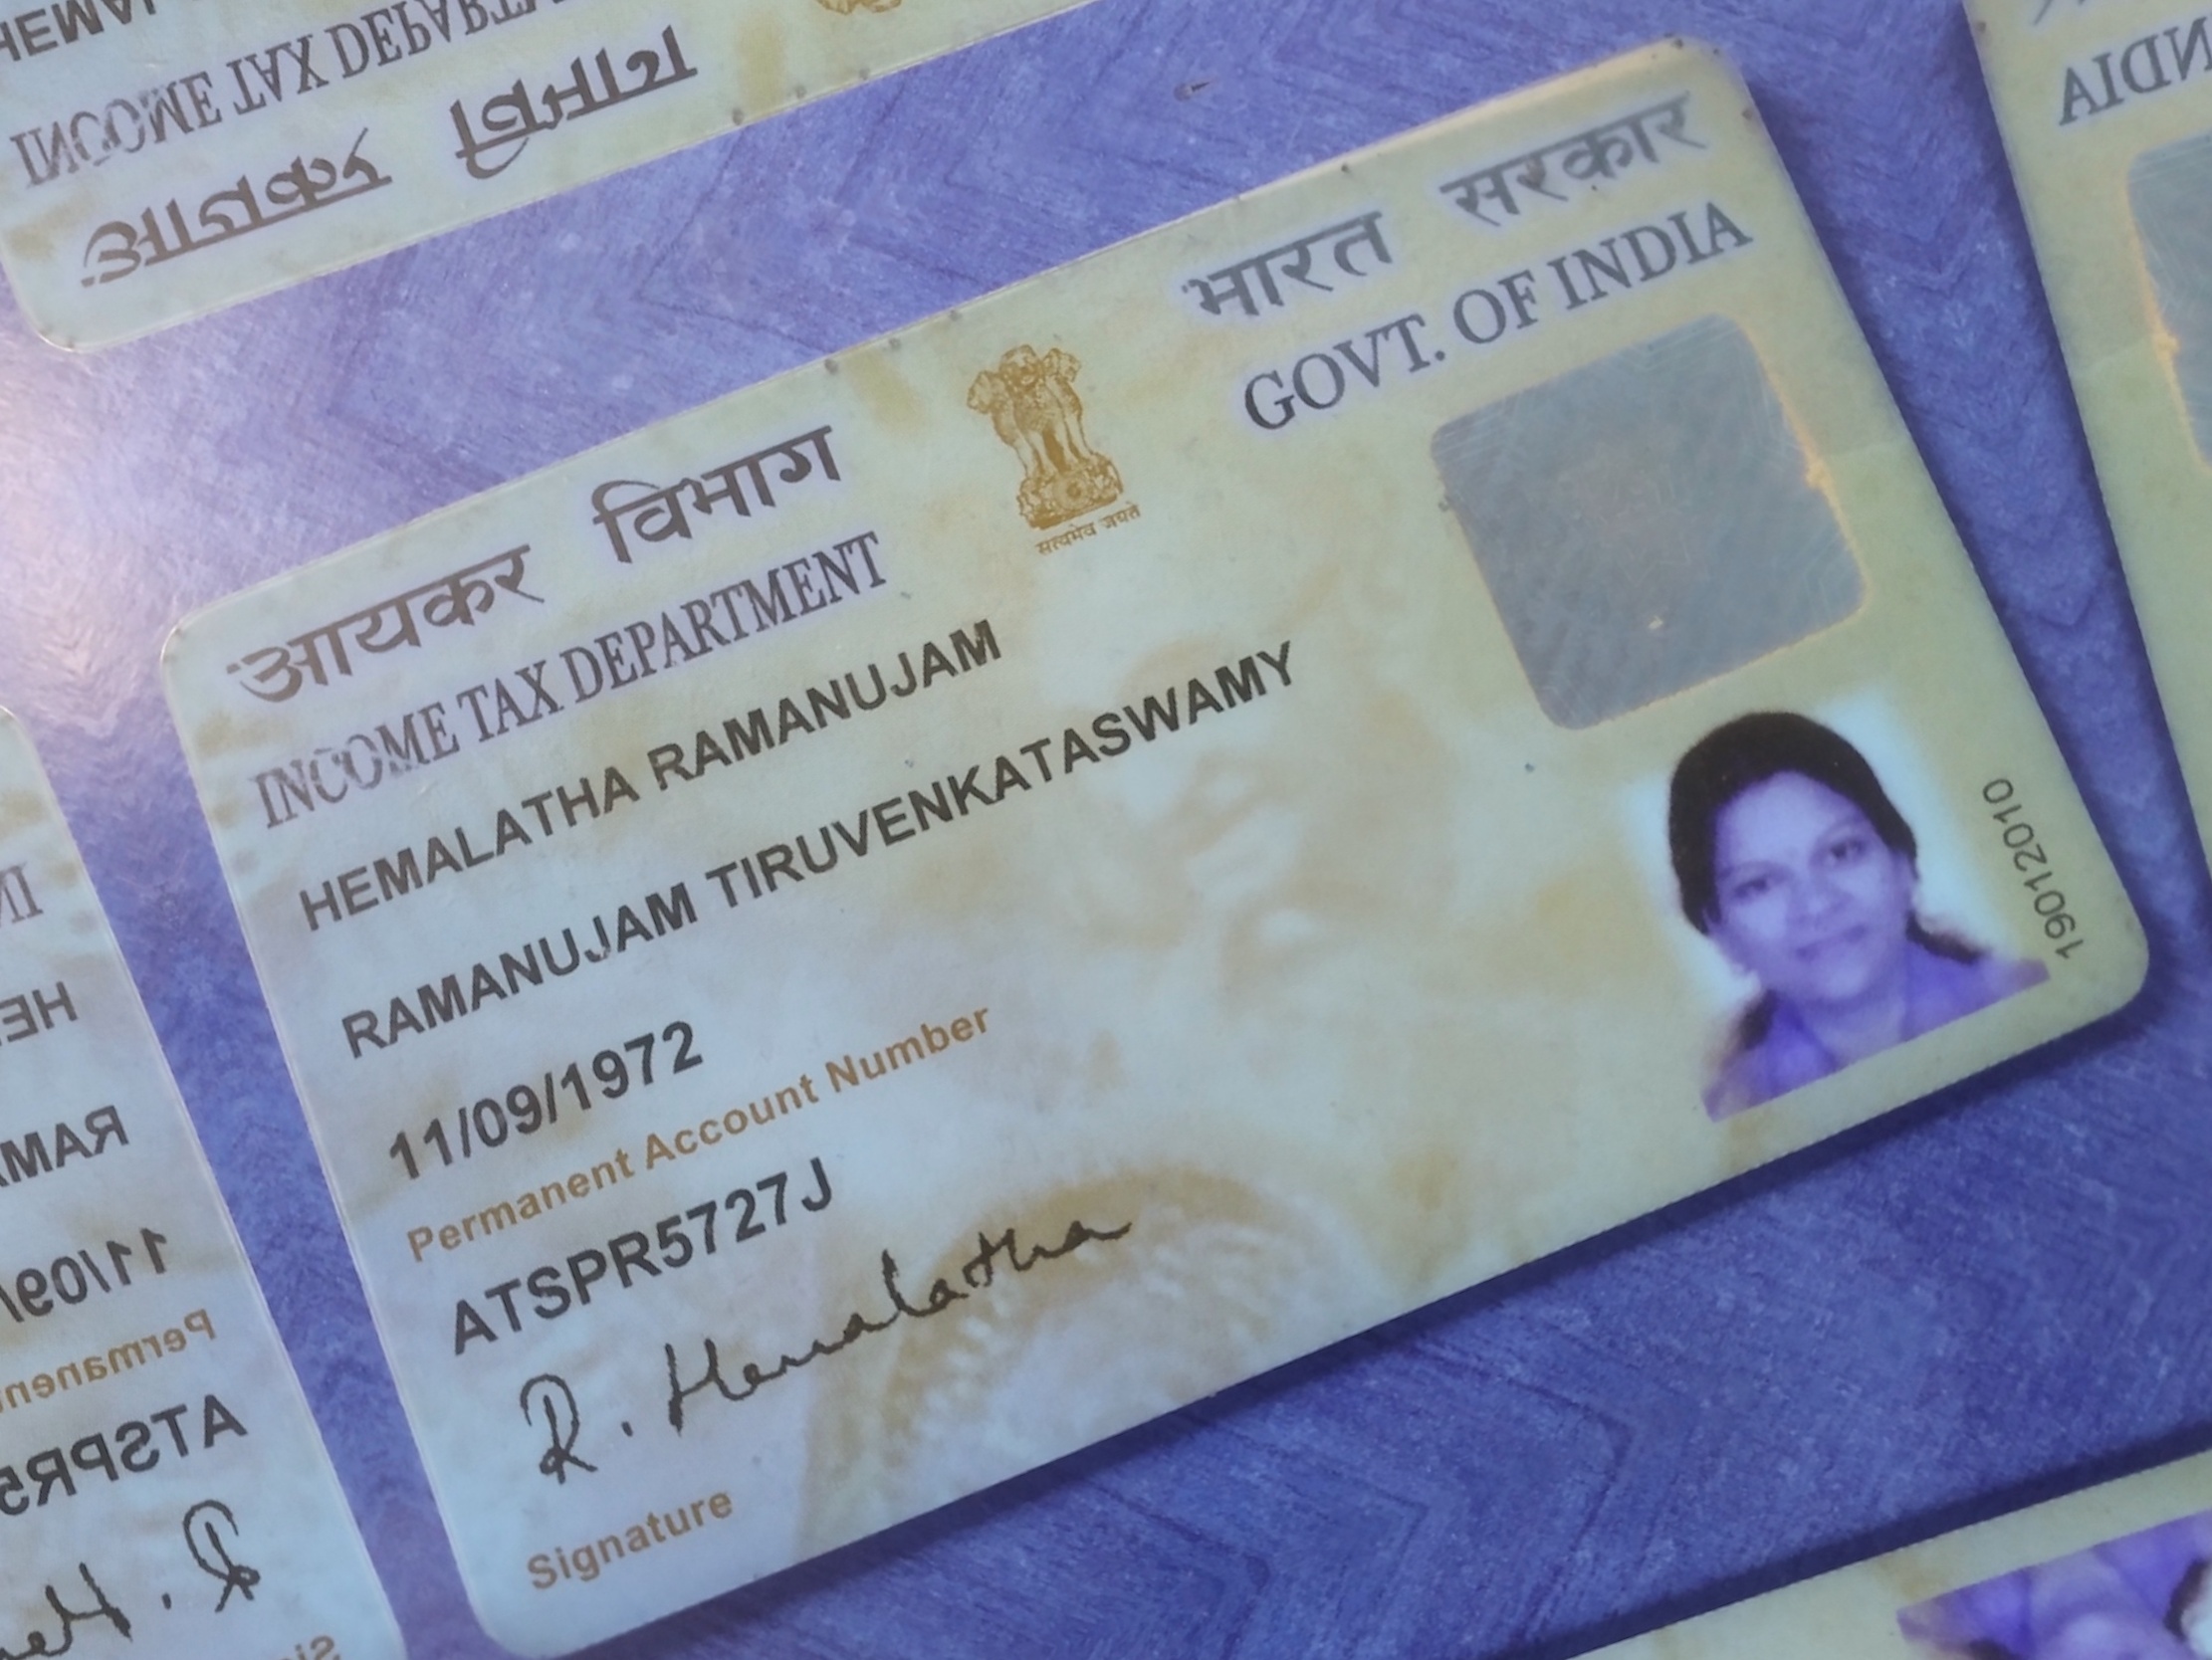 आयकर विभाग
INCOME TAX DEPARTMENT
सत्यमेव जयते
भारत सरकार
GOVT. OF INDIA
HEMALATHA RAMANUJAM
RAMANUJAM TIRUVENKATASWAMY
11/09/1972
Permanent Account Number
ATSPR5727J
R. Hemalatha
Signature
19012010